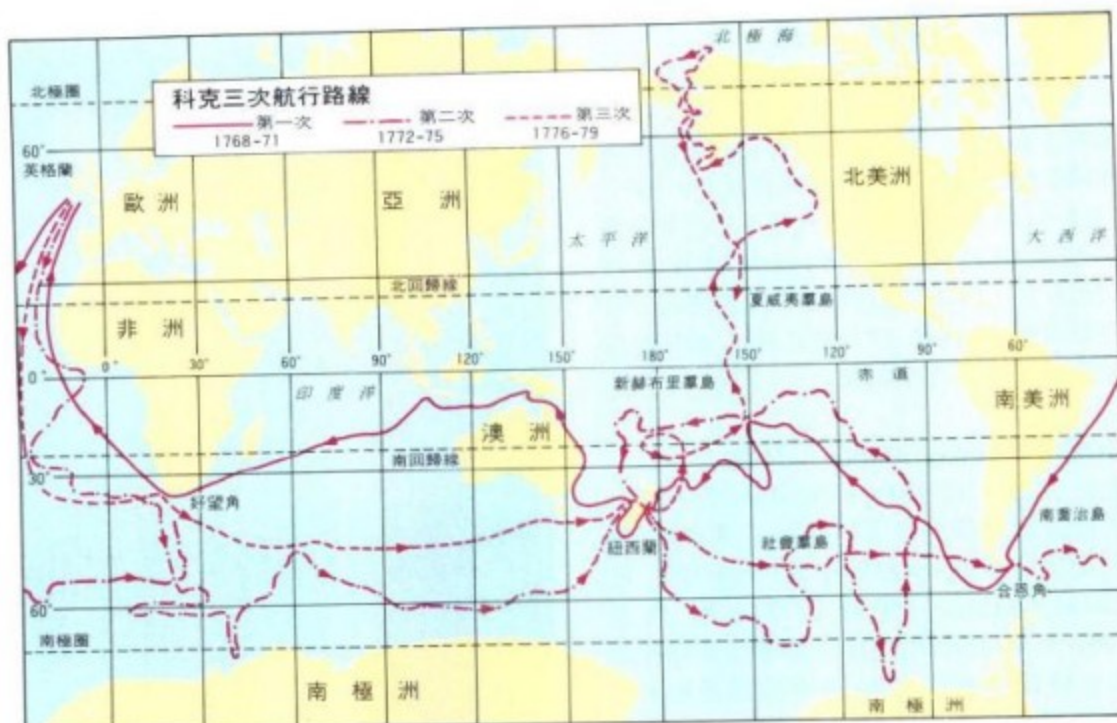 北極海
北極圈
科克三次航行路線
第一次 第二次 第三次
1768-71 1772-75 1776-79
60°
英格蘭
歐洲
亞洲
北美洲
太平洋
大西洋
北回歸線
夏威夷羣島
非洲
0° 30° 60° 90° 120° 150° 180° 150° 120° 90° 60°
0°
印度洋
新赫布里羣島
赤道
南美洲
澳洲
南回歸線
30°
好望角
紐西蘭
社會羣島
南喬治島
合恩角
60°
南極圈
南極洲
南極洲